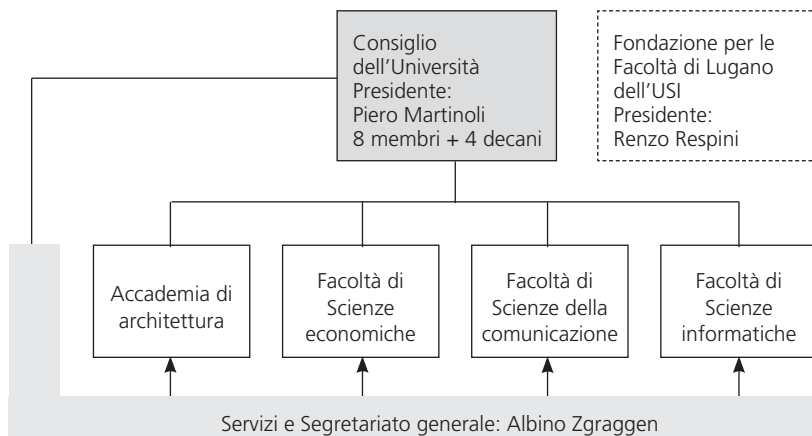 Consiglio
dell’Università
Presidente:
Piero Martinoli
8 membri + 4 decani
Fondazione per le
Facoltà di Lugano
dell’USI
Presidente:
Renzo Respini
Accademia di
architettura
Facoltà di
Scienze
economiche
Facoltà di
Scienze della
comunicazione
Facoltà di
Scienze
informatiche
Servizi e Segretariato generale: Albino Zgraggen